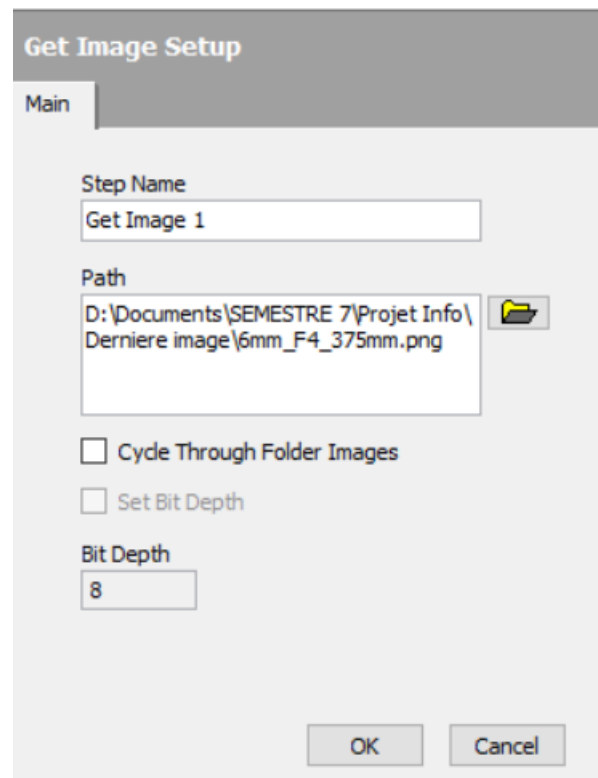 Get Image Setup
Main
Step Name
Get Image 1
Path
D:\Documents\SEMESTRE 7\Projet Info\
Derniere image\6mm_F4_375mm.png
Cycle Through Folder Images
Set Bit Depth
Bit Depth
8
OK Cancel